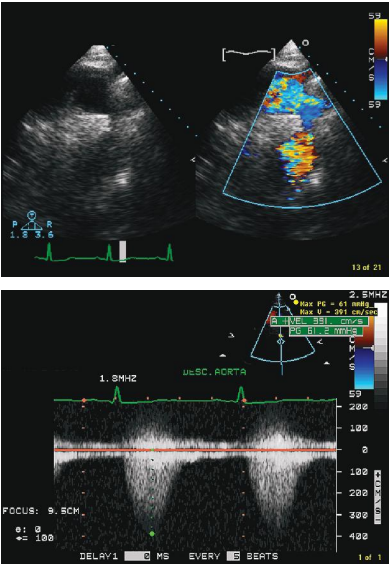 59
C
M
/
S
59
P R
1.8 3.6
13 of 21
2.5MHZ
Max PG = 61 mmHg
Max V = 391 cm/sec
A +VEL 391. cm/s
PG 61.2 mmHg
C
M
/
S
DESC.AORTA
59
1.8MHZ
200
100
0
100
200
300
400
CM/S
FOCUS: 9.5CM
θ: 0
100
DELAY1 0 MS EVERY 5 BEATS
1 of 1